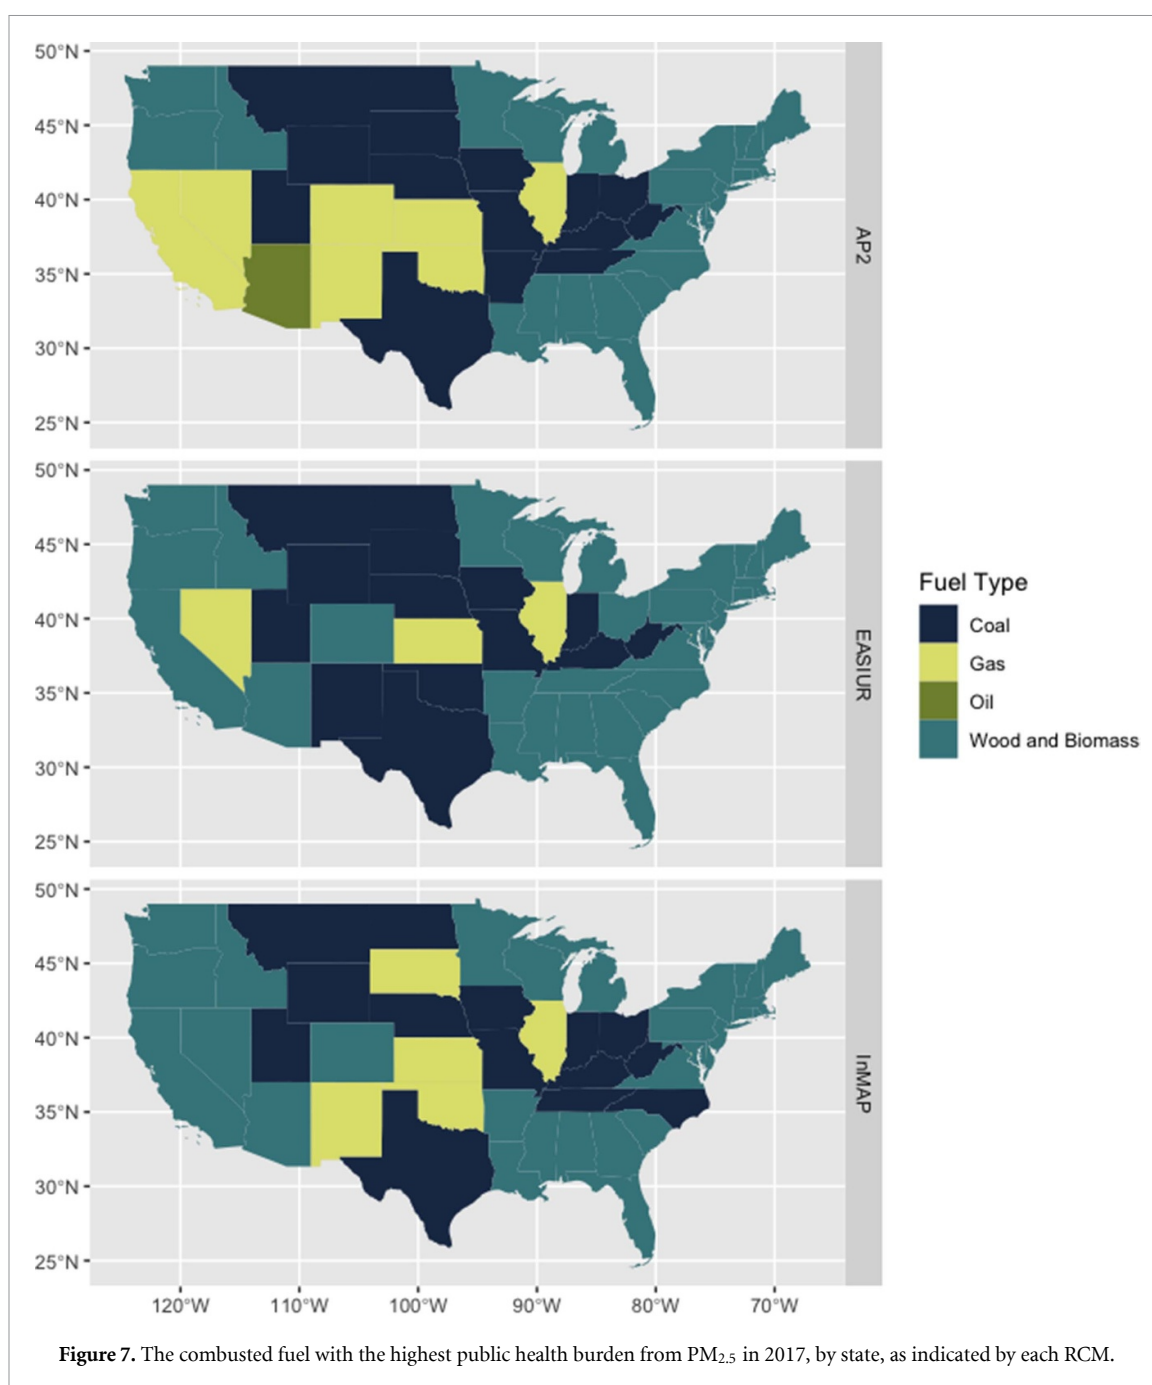 50°N
45°N
40°N
35°N
30°N
25°N
AP2
50°N
45°N
40°N
35°N
30°N
25°N
EASIUR
Fuel Type
Coal
Gas
Oil
Wood and Biomass
50°N
45°N
40°N
35°N
30°N
25°N
InMAP
120°W 110°W 100°W 90°W 80°W 70°W
Figure 7. The combusted fuel with the highest public health burden from PM2.5 in 2017, by state, as indicated by each RCM.